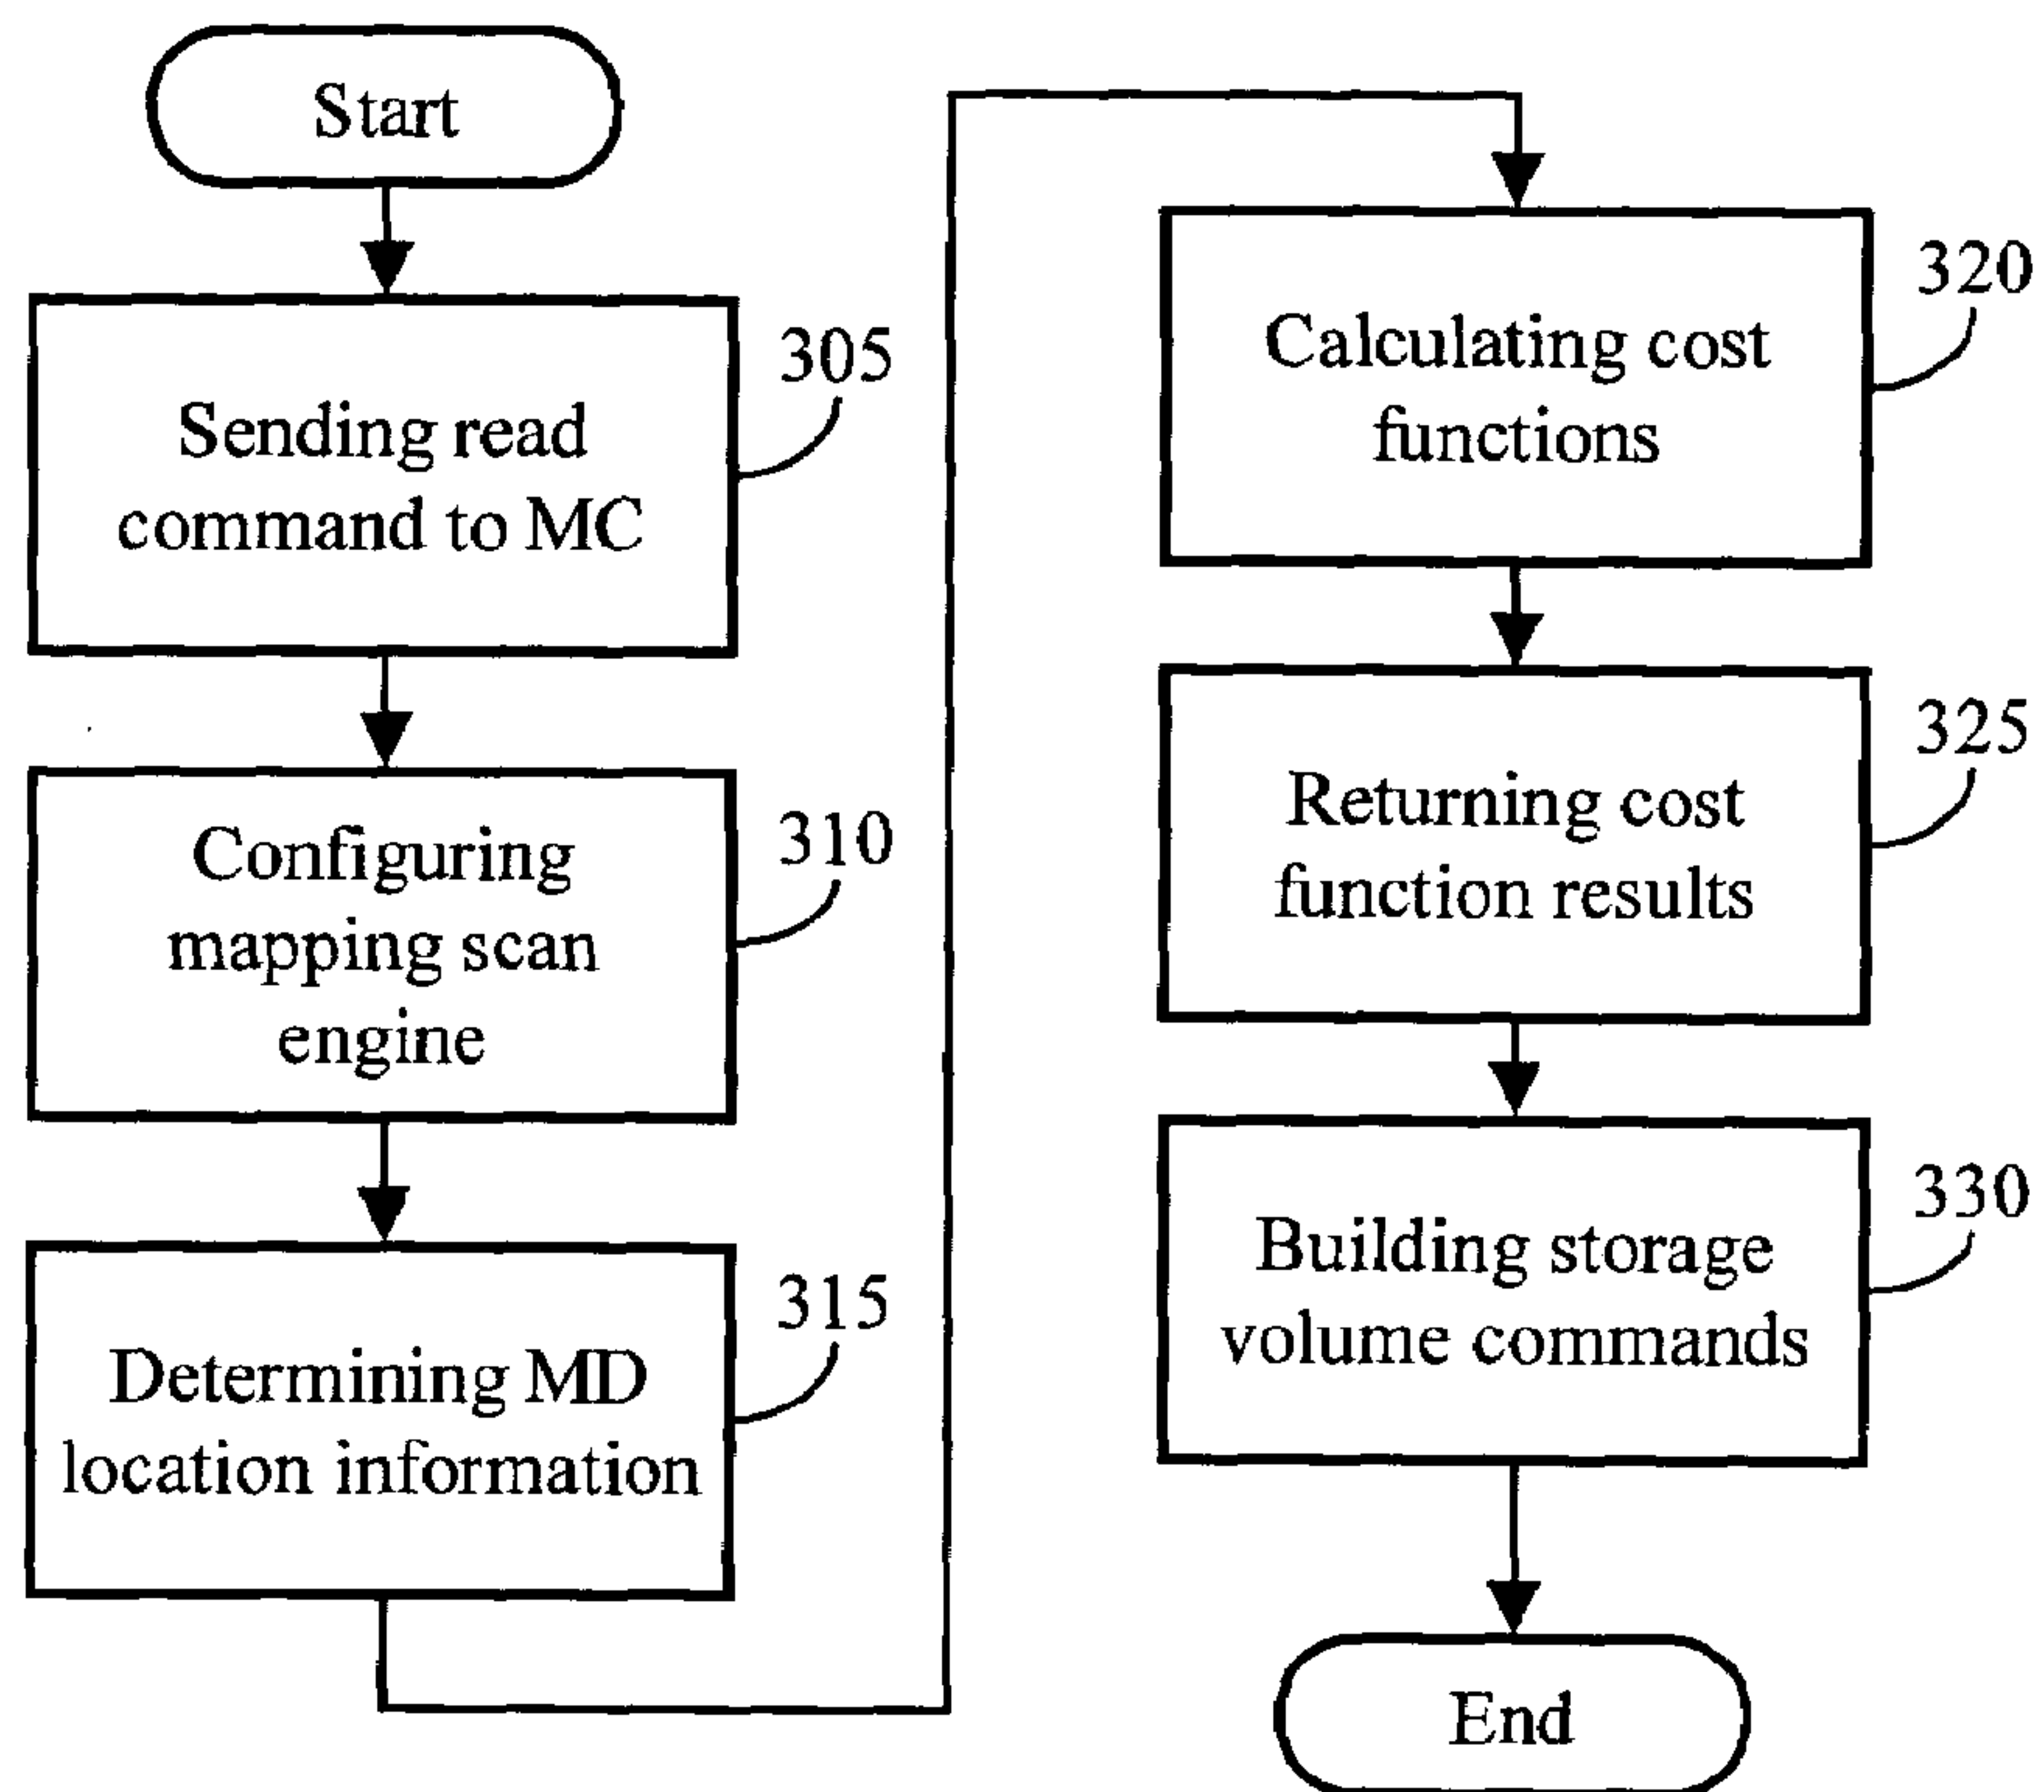 Start
305
Sending read
command to MC
310
Configuring
mapping scan
engine
315
Determining MD
location information
320
Calculating cost
functions
325
Returning cost
function results
330
Building storage
volume commands
End